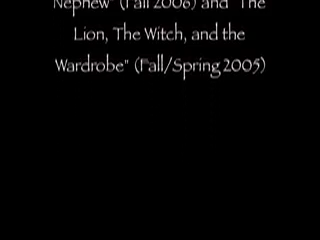 Nephew" (Fall 2006) and "The
Lion, The Witch, and the
Wardrobe" (Fall/Spring 2005)